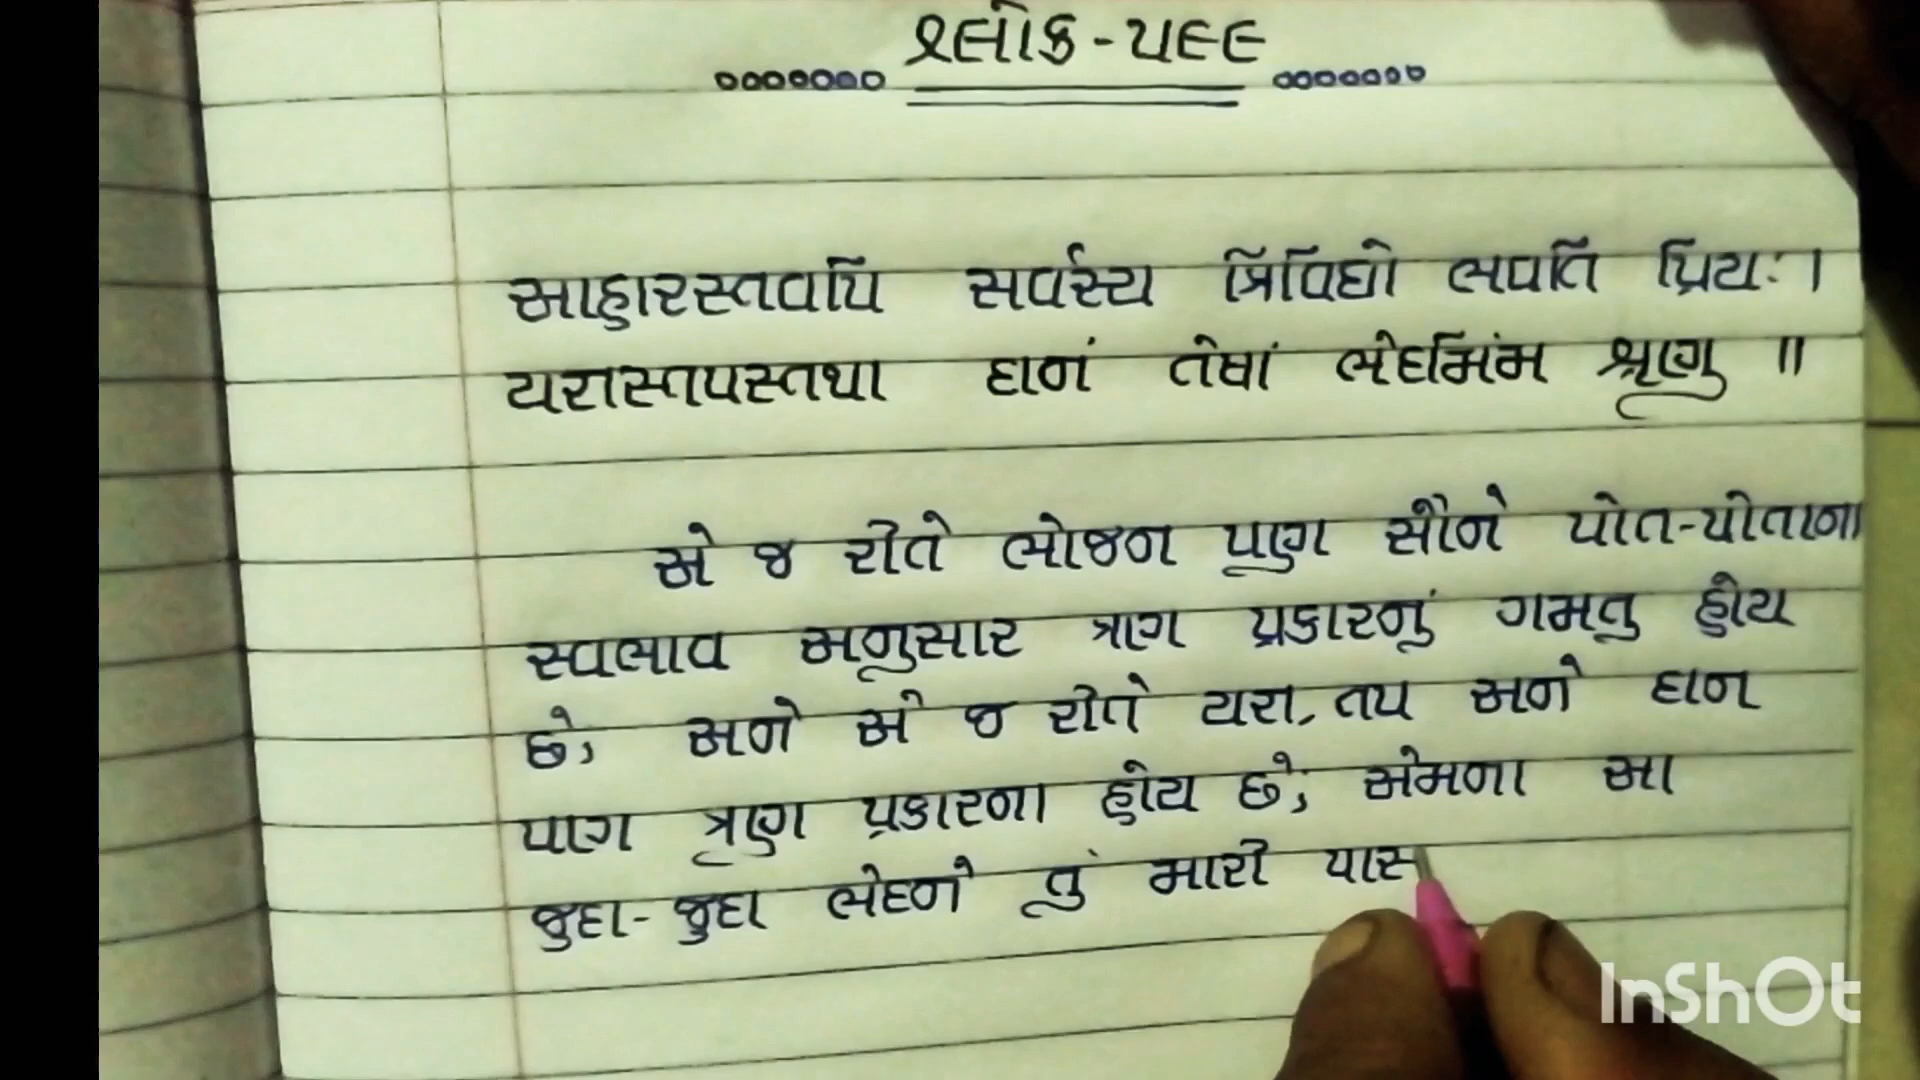 શ્લોક - ૫૯૯
આહારસ્તવપિ સર્વસ્ય ત્રિવિધો ભવતિ પ્રિયઃ ।
યજ્ઞસ્તપસ્તથા દાનં તેષાં ભેદમિંમ શ્રૃણુ ॥
એ જ રીતે ભોજન પણ સૌને પોત-પોતાના
સ્વભાવ અનુસાર ત્રણ પ્રકારનું ગમતુ હોય
છે, અને એ જ રીતે યજ્ઞ, તપ અને દાન
પણ ત્રણ પ્રકારના હોય છે; એમના આ
જુદા-જુદા ભેદને તું મારી પાસ
InShOt